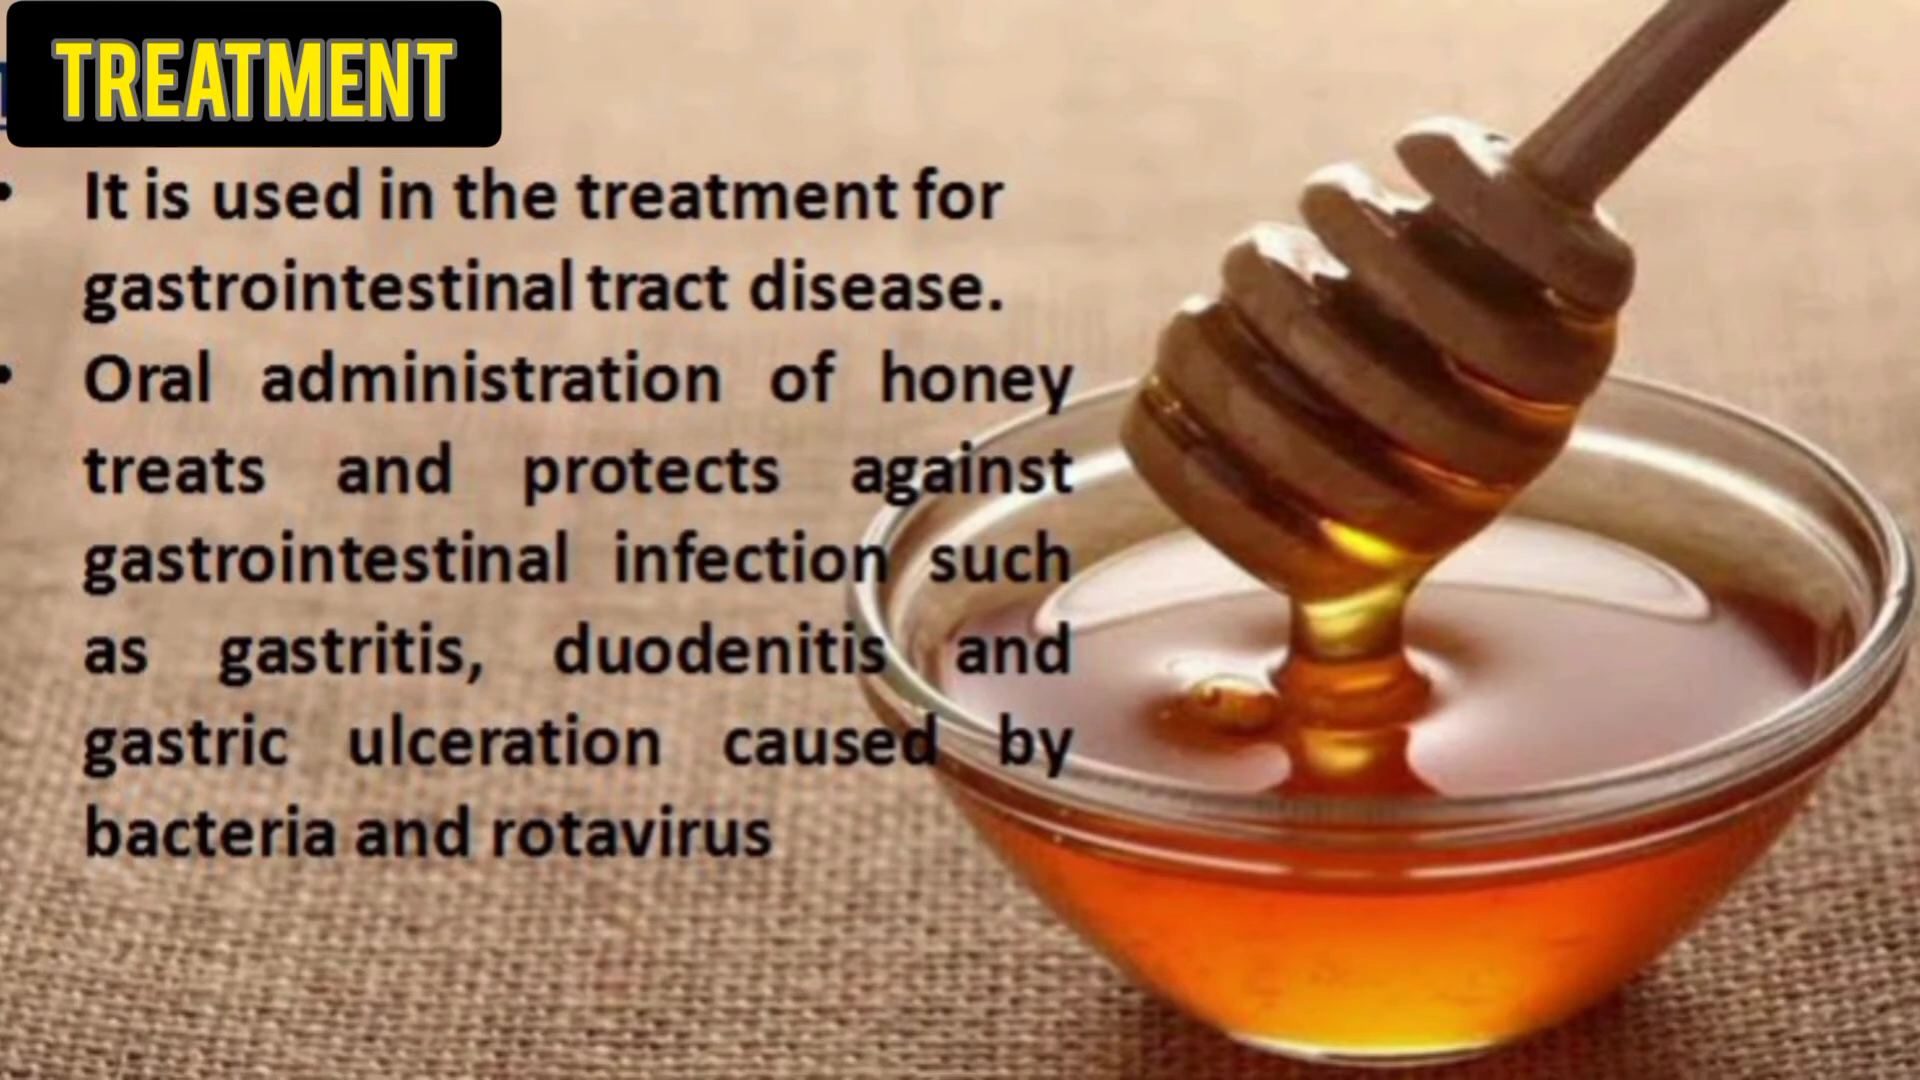 TREATMENT
• It is used in the treatment for
gastrointestinal tract disease.
• Oral administration of honey
treats and protects against
gastrointestinal infection such
as gastritis, duodenitis and
gastric ulceration caused by
bacteria and rotavirus